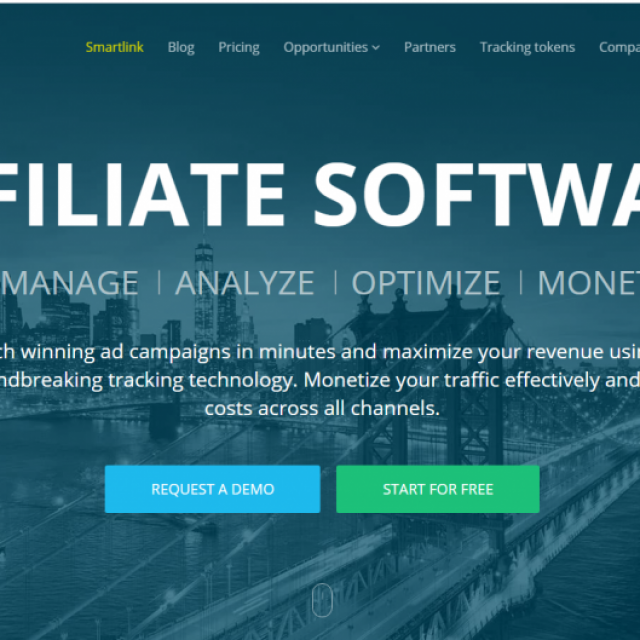 Smartlink Blog Pricing Opportunities Partners Tracking tokens Compa
FILIATE SOFTWA
MANAGE | ANALYZE | OPTIMIZE | MONE
ch winning ad campaigns in minutes and maximize your revenue usin
ndbreaking tracking technology. Monetize your traffic effectively and
costs across all channels.
REQUEST A DEMO START FOR FREE